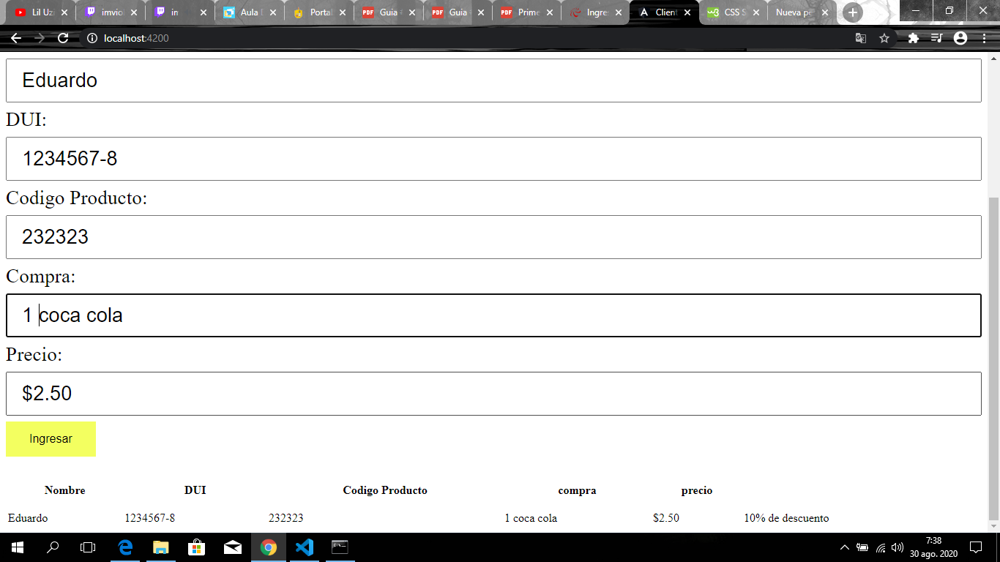 Lil Uzi
imvio
in
Aula
Portal
Guia
Guia
Prime
Ingre
Client
CSS S
Nueva pe
localhost:4200
Eduardo
DUI:
1234567-8
Codigo Producto:
232323
Compra:
1 coca cola
Precio:
$2.50
Ingresar
Nombre DUI Codigo Producto compra precio
Eduardo 1234567-8 232323 1 coca cola $2.50 10% de descuento
7:38
30 ago. 2020